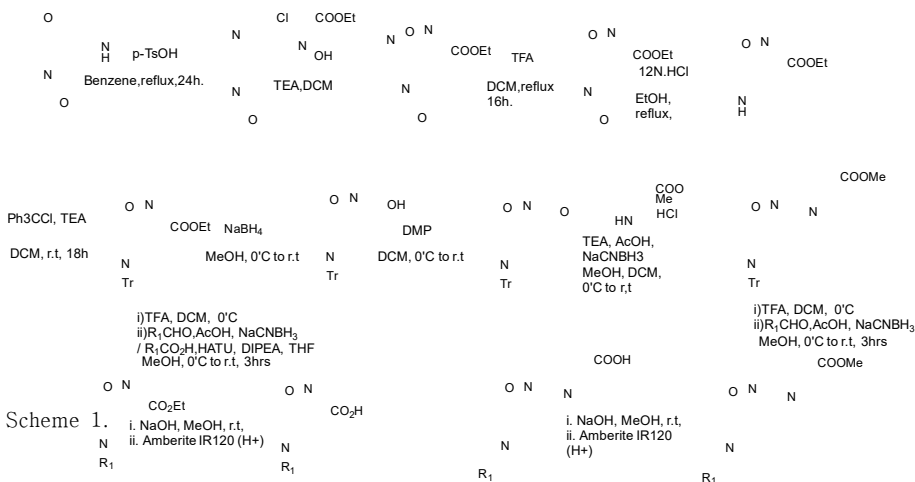 O
N
O
N
H
p-TsOH
Benzene,reflux,24h.
N
N
O
Cl COOEt
N
OH
TEA,DCM
N O N
COOEt
N
O
TFA
DCM,reflux
16h.
O N
COOEt
N
O
12N.HCl
EtOH,
reflux,
O N
COOEt
N
H
Ph3CCl, TEA
DCM, r.t, 18h
O N
COOEt
N
Tr
NaBH4
MeOH, 0'C to r.t
O N
OH
N
Tr
DMP
DCM, 0'C to r.t
O N
O
N
Tr
COO
Me
HCl
HN
TEA, AcOH,
NaCNBH3
MeOH, DCM,
0'C to r,t
COOMe
O N
N
N
Tr
i)TFA, DCM, 0'C
ii)R1CHO,AcOH, NaCNBH3
/ R1CO2H,HATU, DIPEA, THF
MeOH, 0'C to r.t, 3hrs
i)TFA, DCM, 0'C
ii)R1CHO,AcOH, NaCNBH3
MeOH, 0'C to r.t, 3hrs
Scheme 1.
O N
CO2Et
N
R1
i. NaOH, MeOH, r.t,
ii. Amberite IR120
(H+)
O N
CO2H
N
R1
COOH
O N
N
N
R1
i. NaOH, MeOH, r.t,
ii. Amberite IR120
(H+)
COOMe
O N
N
N
R1